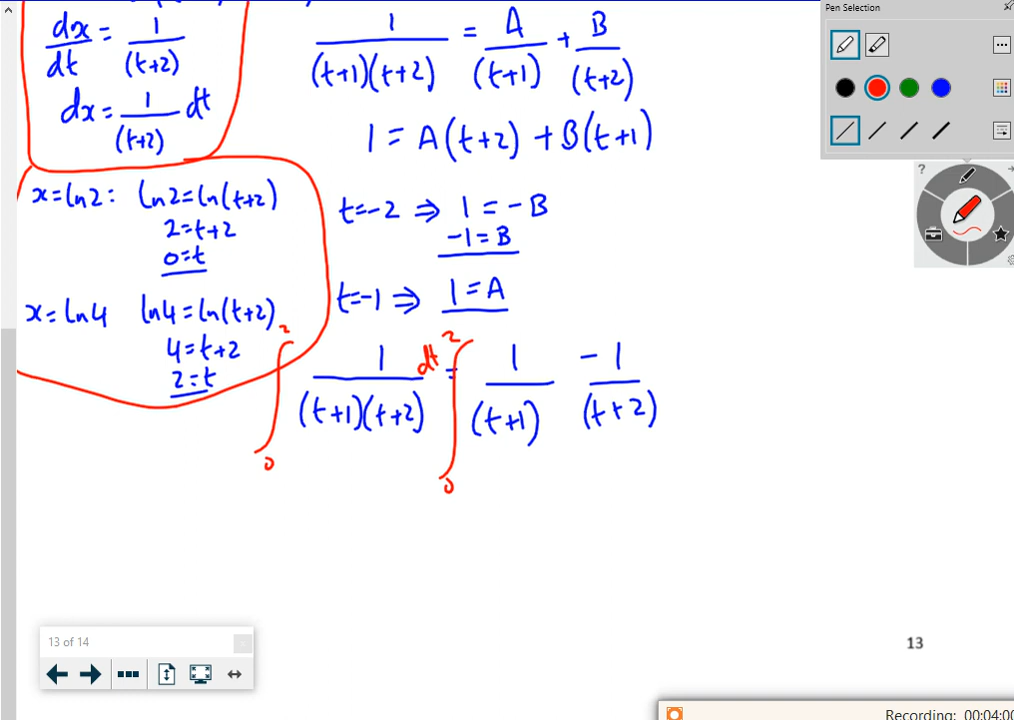 dx/dt = 1/(t+2)
dx = 1/(t+2) dt
x=ln2: ln2=ln(t+2)
2=t+2
0=t
x=ln4 ln4=ln(t+2)
4=t+2
2=t
1/((t+1)(t+2)) = A/(t+1) + B/(t+2)
1 = A(t+2) + B(t+1)
t=-2 ⇒ 1 = -B
-1 = B
t=-1 ⇒ 1 = A
∫₀² 1/((t+1)(t+2)) dt = ∫₀² 1/(t+1) -1/(t+2)
Pen Selection
?
13 of 14
13
Recording: 00:04:00